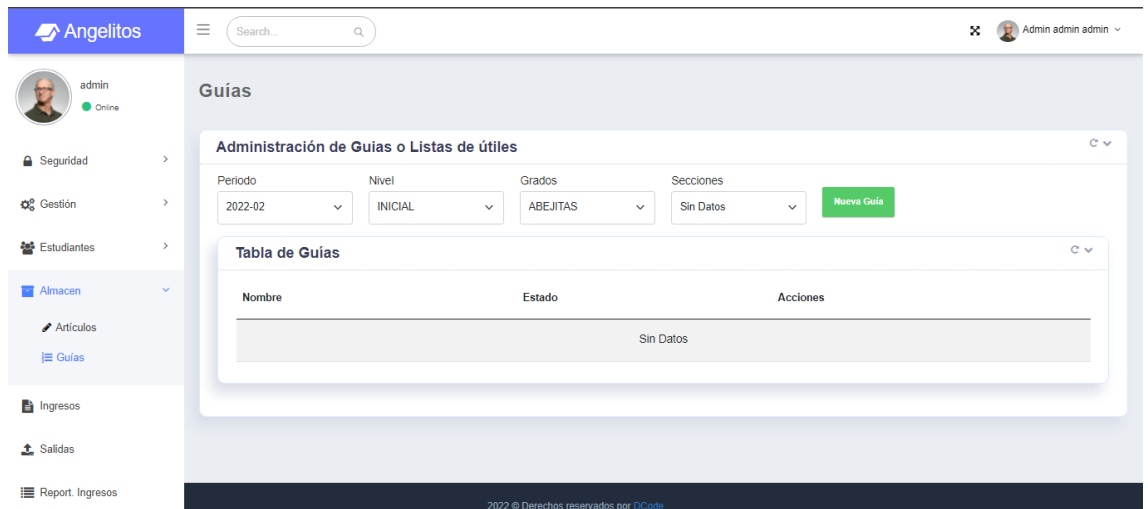 Angelitos
Search...
Admin admin admin
admin
Online
Seguridad
Gestión
Estudiantes
Almacen
Artículos
Guías
Ingresos
Salidas
Report. Ingresos
Guías
Administración de Guias o Listas de útiles
Periodo Nivel Grados Secciones
2022-02 INICIAL ABEJITAS Sin Datos Nueva Guía
Tabla de Guías
Nombre Estado Acciones
Sin Datos
2022 © Derechos reservados por DCode